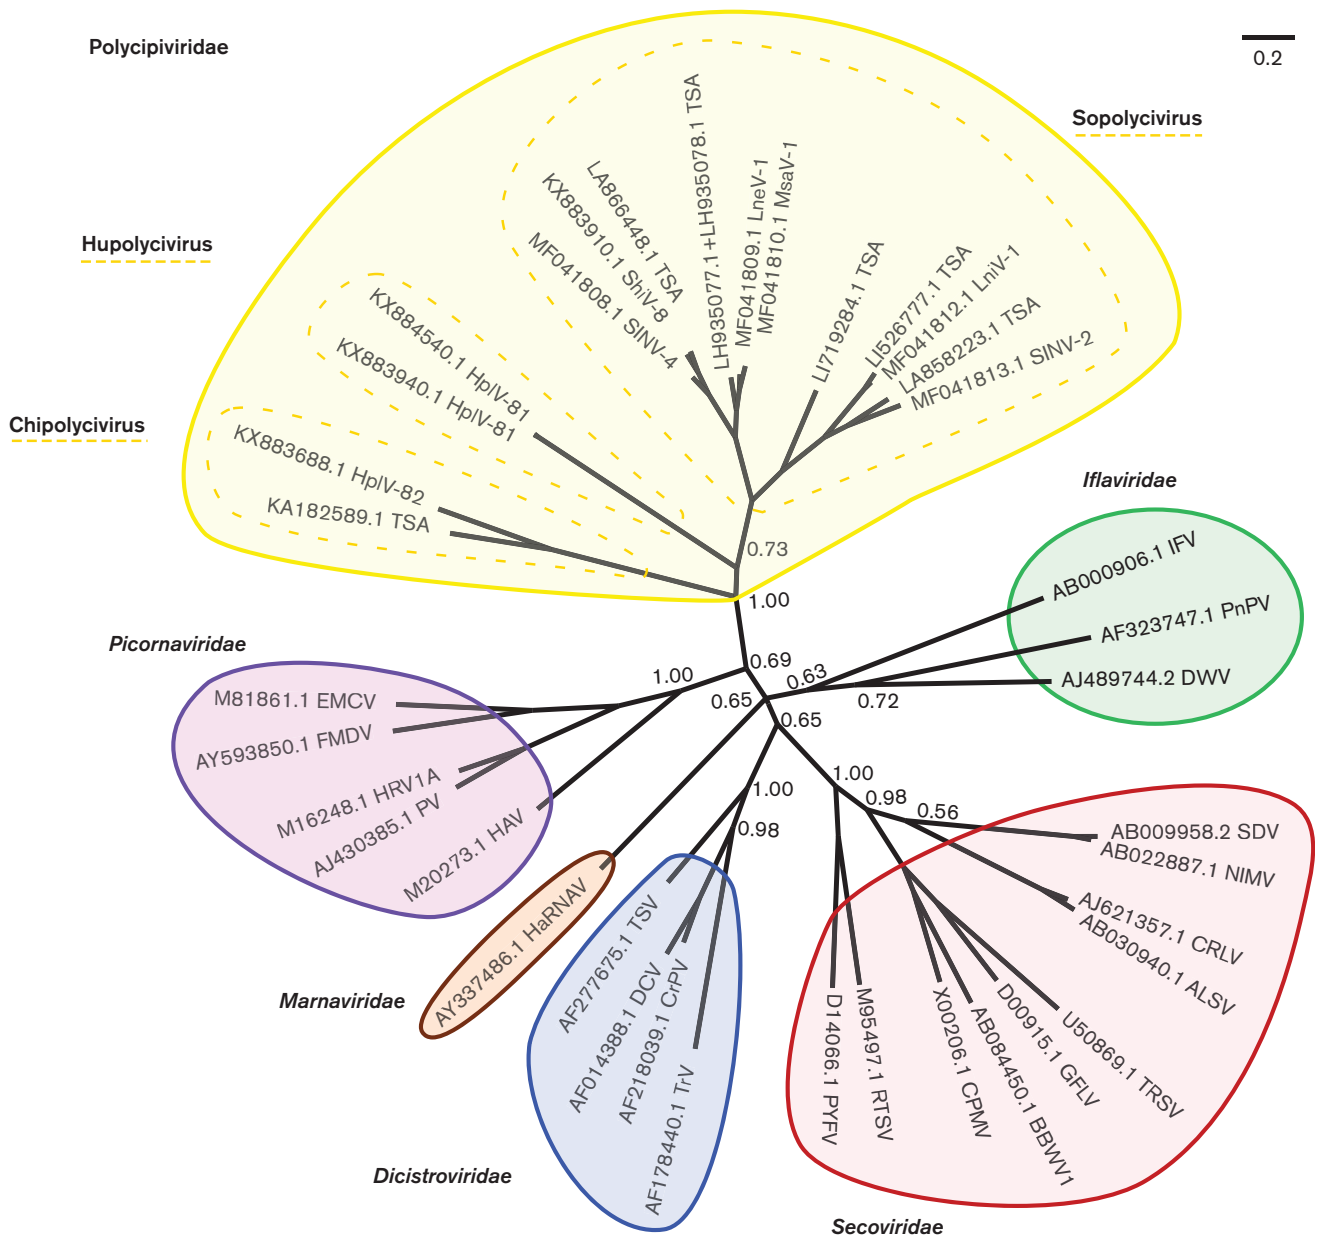 Polycipiviridae
0.2
Sopolycivirus
Hupolycivirus
Chipolycivirus
LH935077.1+LH935078.1 TSA
LA866448.1 TSA
KX883910.1 ShiV-8
MF041808.1 SINV-4
MF041809.1 LneV-1
MF041810.1 MsaV-1
LI719284.1 TSA
LI526777.1 TSA
MF041812.1 LniV-1
LA858223.1 TSA
MF041813.1 SINV-2
KX884540.1 HplV-81
KX883940.1 HplV-81
KX883688.1 HplV-82
KA182589.1 TSA
0.73
1.00
Iflaviridae
AB000906.1 IFV
AF323747.1 PnPV
AJ489744.2 DWV
0.69
0.63
0.72
0.65
0.65
1.00
Picornaviridae
M81861.1 EMCV
AY593850.1 FMDV
M16248.1 HRV1A
AJ430385.1 PV
M20273.1 HAV
Marnaviridae
AY337486.1 HaRNAV
1.00
0.98
Dicistroviridae
AF277675.1 TSV
AF014388.1 DCV
AF218039.1 CrPV
AF178440.1 TrV
1.00
0.98
0.56
AB009958.2 SDV
AB022887.1 NIMV
AJ621357.1 CRLV
AB030940.1 ALSV
U50869.1 TRSV
D00915.1 GFLV
AB084450.1 BBWV1
X00206.1 CPMV
M95497.1 RTSV
D14066.1 PYFV
Secoviridae